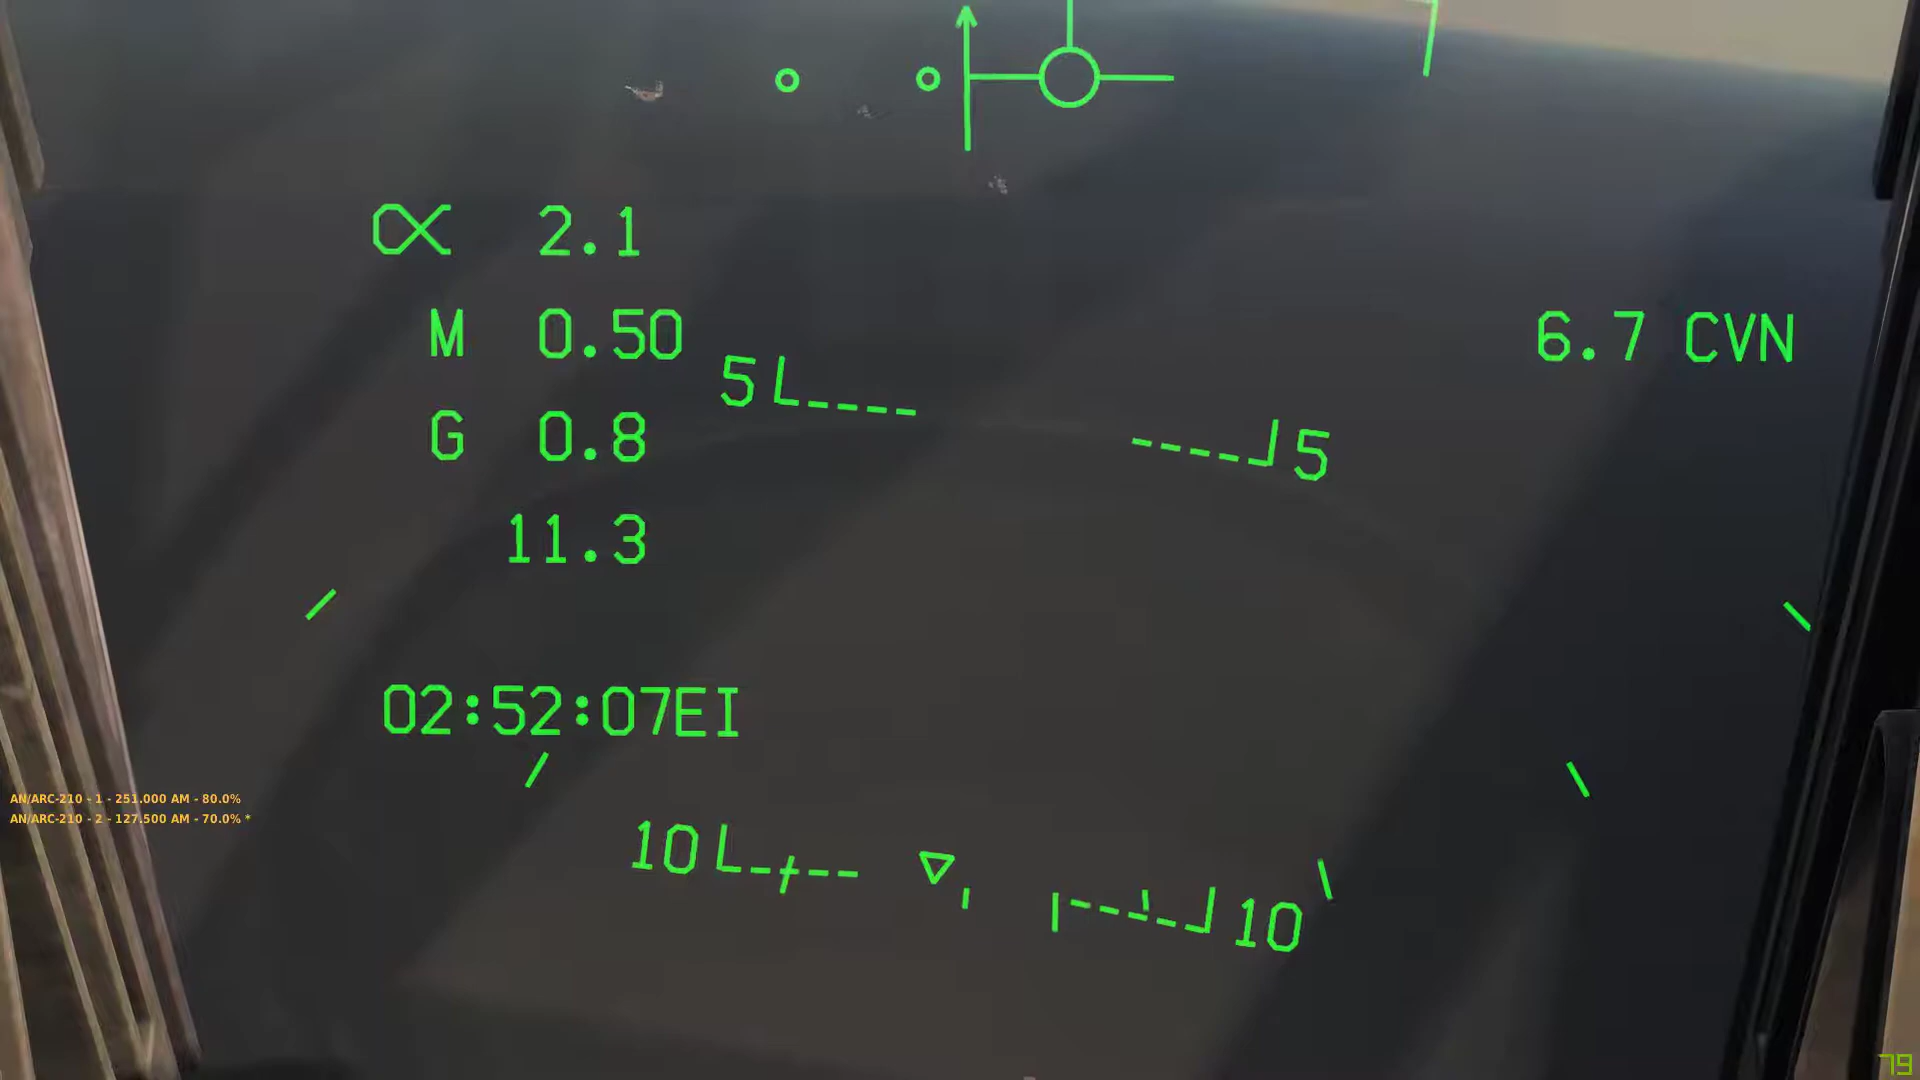 α 2.1
M 0.50
G 0.8
11.3
6.7 CVN
5 5
02:52:07EI
AN/ARC-210 - 1 - 251.000 AM - 80.0%
AN/ARC-210 - 2 - 127.500 AM - 70.0% *
10 10
79